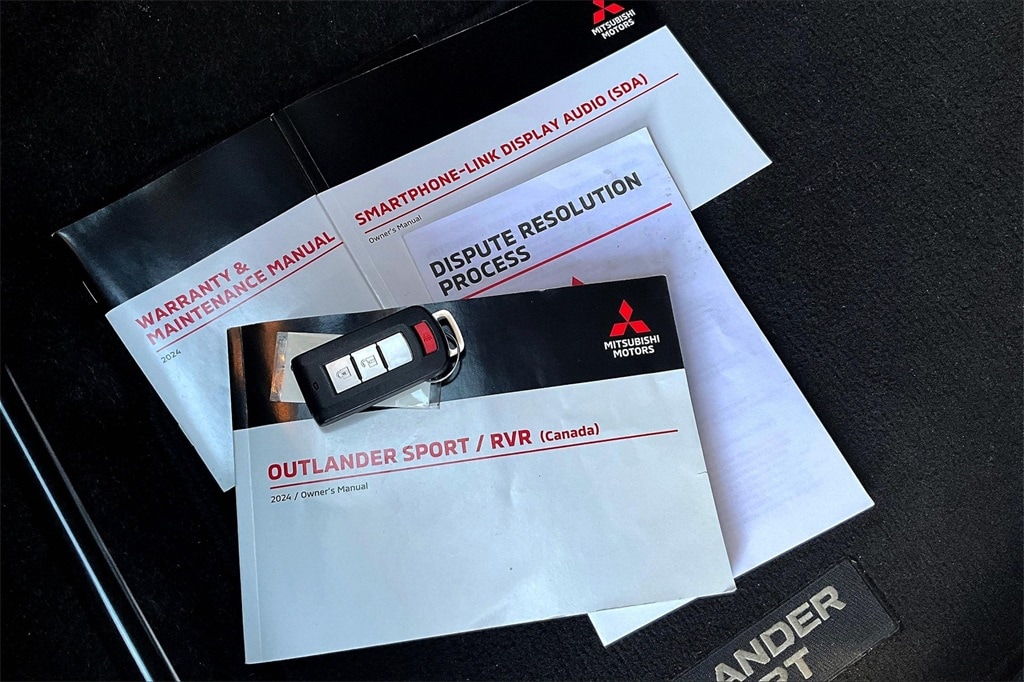 MITSUBISHI
MOTORS
SMARTPHONE-LINK DISPLAY AUDIO (SDA)
Owner's Manual
WARRANTY &
MAINTENANCE MANUAL
2024
DISPUTE RESOLUTION
PROCESS
MITSUBISHI
MOTORS
OUTLANDER SPORT / RVR (Canada)
2024 / Owner's Manual
ANDER
RT